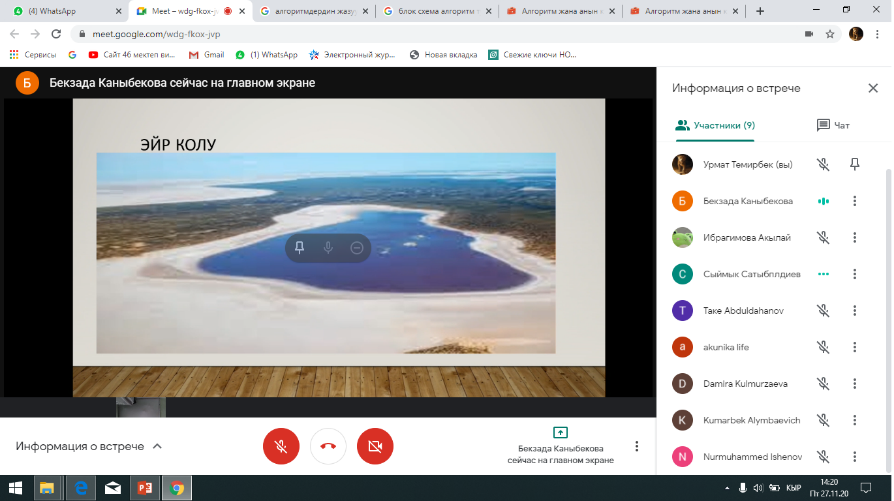 (4) WhatsApp
Meet – wdg-fkox-j
алгоритмдердин жазу
блок схема алгоритм т
Алгоритм жана анын
Алгоритм жана анын
meet.google.com/wdg-fkox-jvp
Сервисы
YouTube
Сайт 46 мектеп ви...
Gmail
(1) WhatsApp
Электронный жур...
Новая вкладка
Свежие ключи НО...
Б
Бекзада Каныбекова сейчас на главном экране
ЭЙР КОЛУ
Информация о встрече
Бекзада Каныбекова
сейчас на главном экране
Информация о встрече
Участники (9)
Чат
Урмат Темирбек (вы)
Б
Бекзада Каныбекова
Ибрагимова Акылай
С
Сыймык Сатыбплдиев
Т
Таке Abduldahanov
a
akunika life
D
Damira Kulmurzaeva
K
Kumarbek Alymbaevich
N
Nurmuhammed Ishenov
КЫР
14:20
Пт 27.11.20